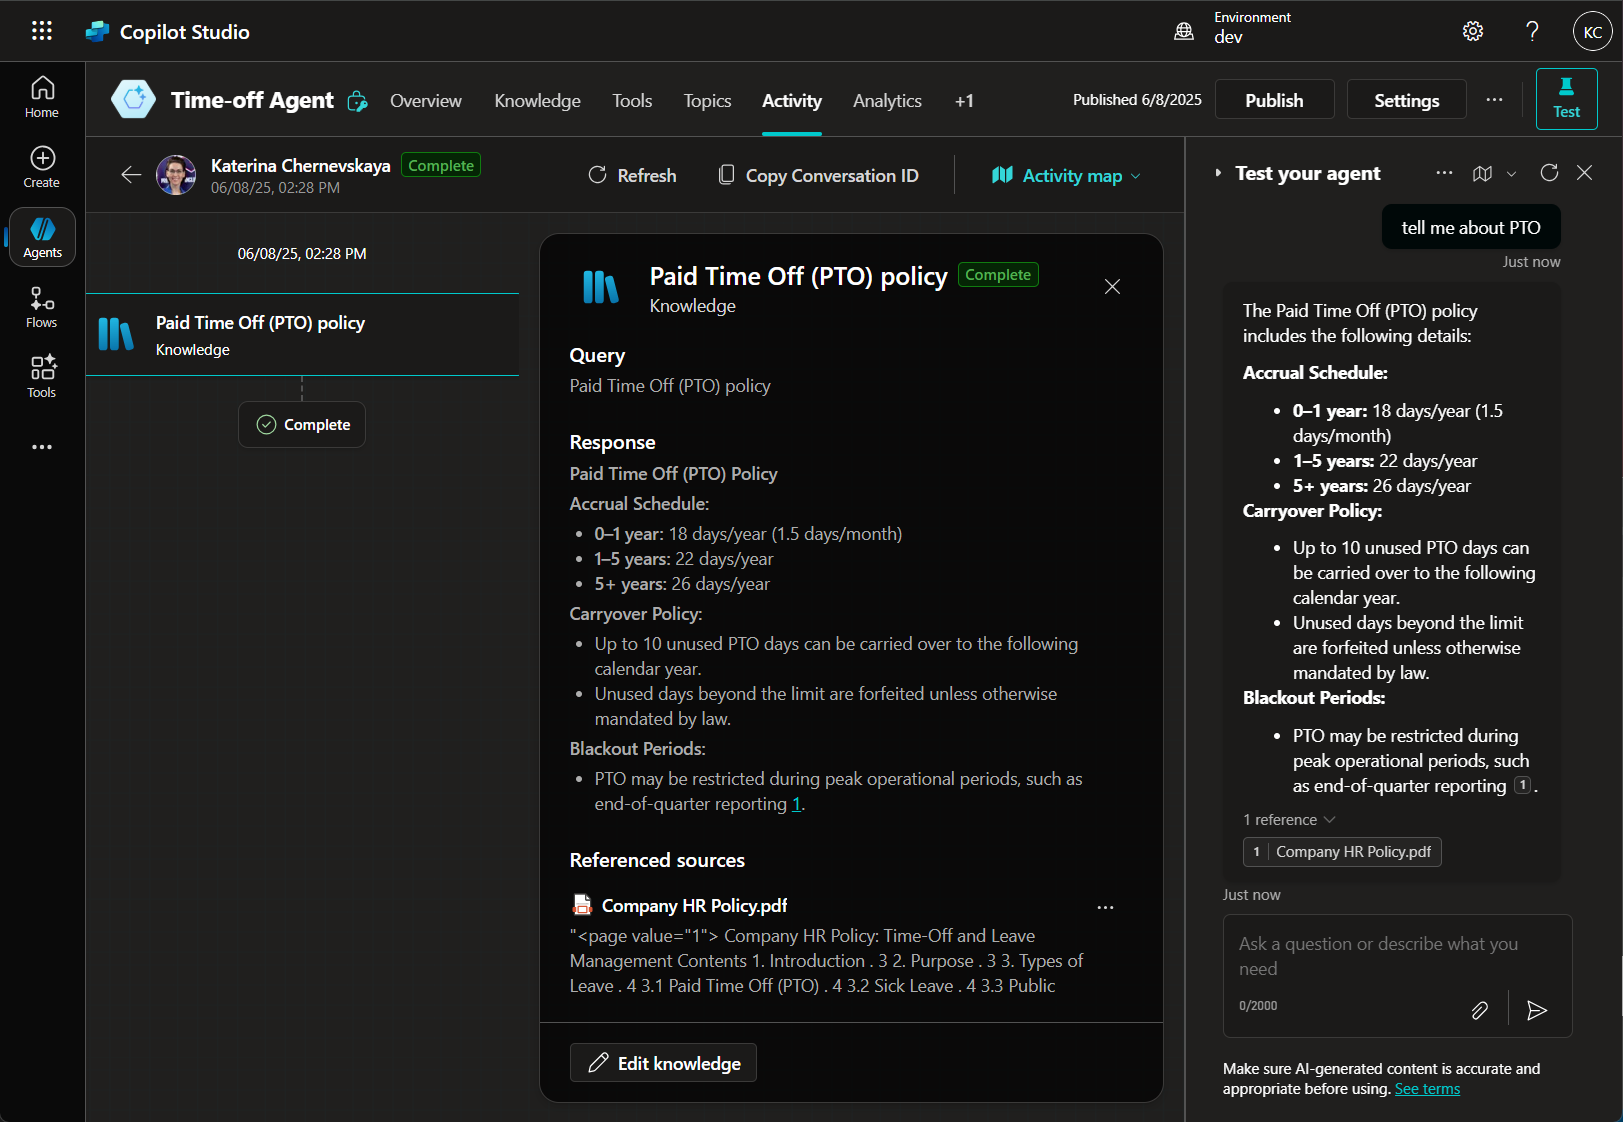 Copilot Studio
Environment
dev
KC
Home
Create
Agents
Flows
Tools
Time-off Agent
Overview
Knowledge
Tools
Topics
Activity
Analytics
+1
Published 6/8/2025
Publish
Settings
Test
Katerina Chernevskaya
Complete
06/08/25, 02:28 PM
Refresh
Copy Conversation ID
Activity map
06/08/25, 02:28 PM
Paid Time Off (PTO) policy
Knowledge
Complete
Paid Time Off (PTO) policy
Complete
Knowledge
Query
Paid Time Off (PTO) policy
Response
Paid Time Off (PTO) Policy
Accrual Schedule:
• 0–1 year: 18 days/year (1.5 days/month)
• 1–5 years: 22 days/year
• 5+ years: 26 days/year
Carryover Policy:
• Up to 10 unused PTO days can be carried over to the following
calendar year.
• Unused days beyond the limit are forfeited unless otherwise
mandated by law.
Blackout Periods:
• PTO may be restricted during peak operational periods, such as
end-of-quarter reporting 1.
Referenced sources
Company HR Policy.pdf
"<page value="1"> Company HR Policy: Time-Off and Leave
Management Contents 1. Introduction . 3 2. Purpose . 3 3. Types of
Leave . 4 3.1 Paid Time Off (PTO) . 4 3.2 Sick Leave . 4 3.3 Public
Edit knowledge
Test your agent
tell me about PTO
Just now
The Paid Time Off (PTO) policy
includes the following details:
Accrual Schedule:
• 0–1 year: 18 days/year (1.5
days/month)
• 1–5 years: 22 days/year
• 5+ years: 26 days/year
Carryover Policy:
• Up to 10 unused PTO days can
be carried over to the following
calendar year.
• Unused days beyond the limit
are forfeited unless otherwise
mandated by law.
Blackout Periods:
• PTO may be restricted during
peak operational periods, such
as end-of-quarter reporting 1 .
1 reference
1 Company HR Policy.pdf
Just now
Ask a question or describe what you
need
0/2000
Make sure AI-generated content is accurate and
appropriate before using. See terms